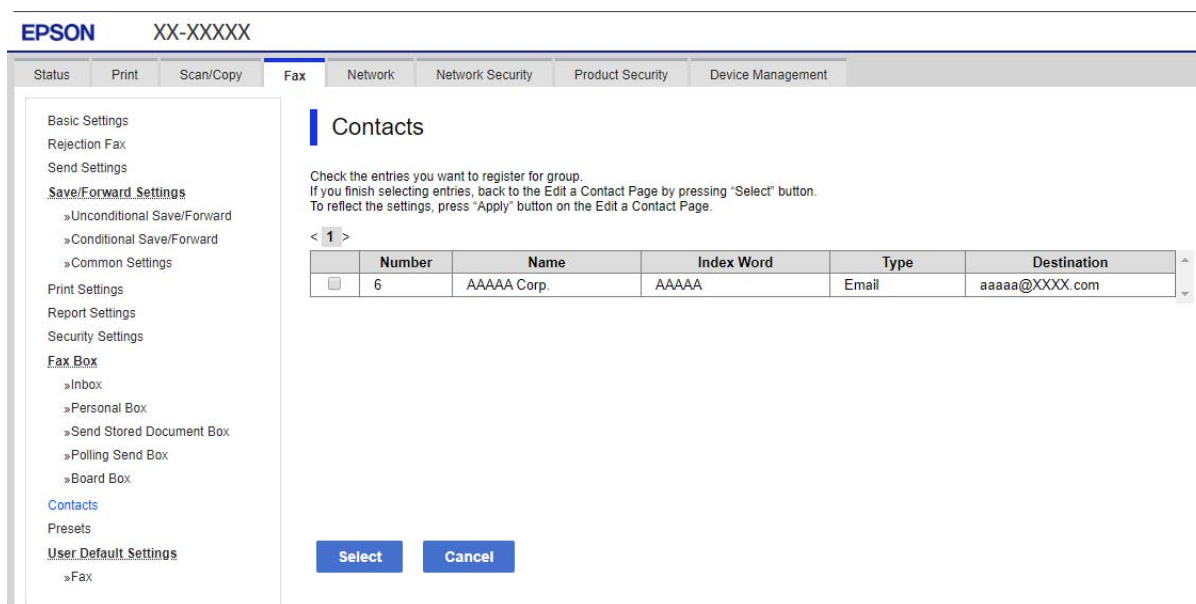 EPSON XX-XXXXX
Status Print Scan/Copy Fax Network Network Security Product Security Device Management
Basic Settings
Rejection Fax
Send Settings
Save/Forward Settings
»Unconditional Save/Forward
»Conditional Save/Forward
»Common Settings
Print Settings
Report Settings
Security Settings
Fax Box
»Inbox
»Personal Box
»Send Stored Document Box
»Polling Send Box
»Board Box
Contacts
Presets
User Default Settings
»Fax
Contacts
Check the entries you want to register for group.
If you finish selecting entries, back to the Edit a Contact Page by pressing “Select” button.
To reflect the settings, press “Apply” button on the Edit a Contact Page.
< 1 >
Number Name Index Word Type Destination
6 AAAAA Corp. AAAAA Email aaaaa@XXXX.com
Select Cancel